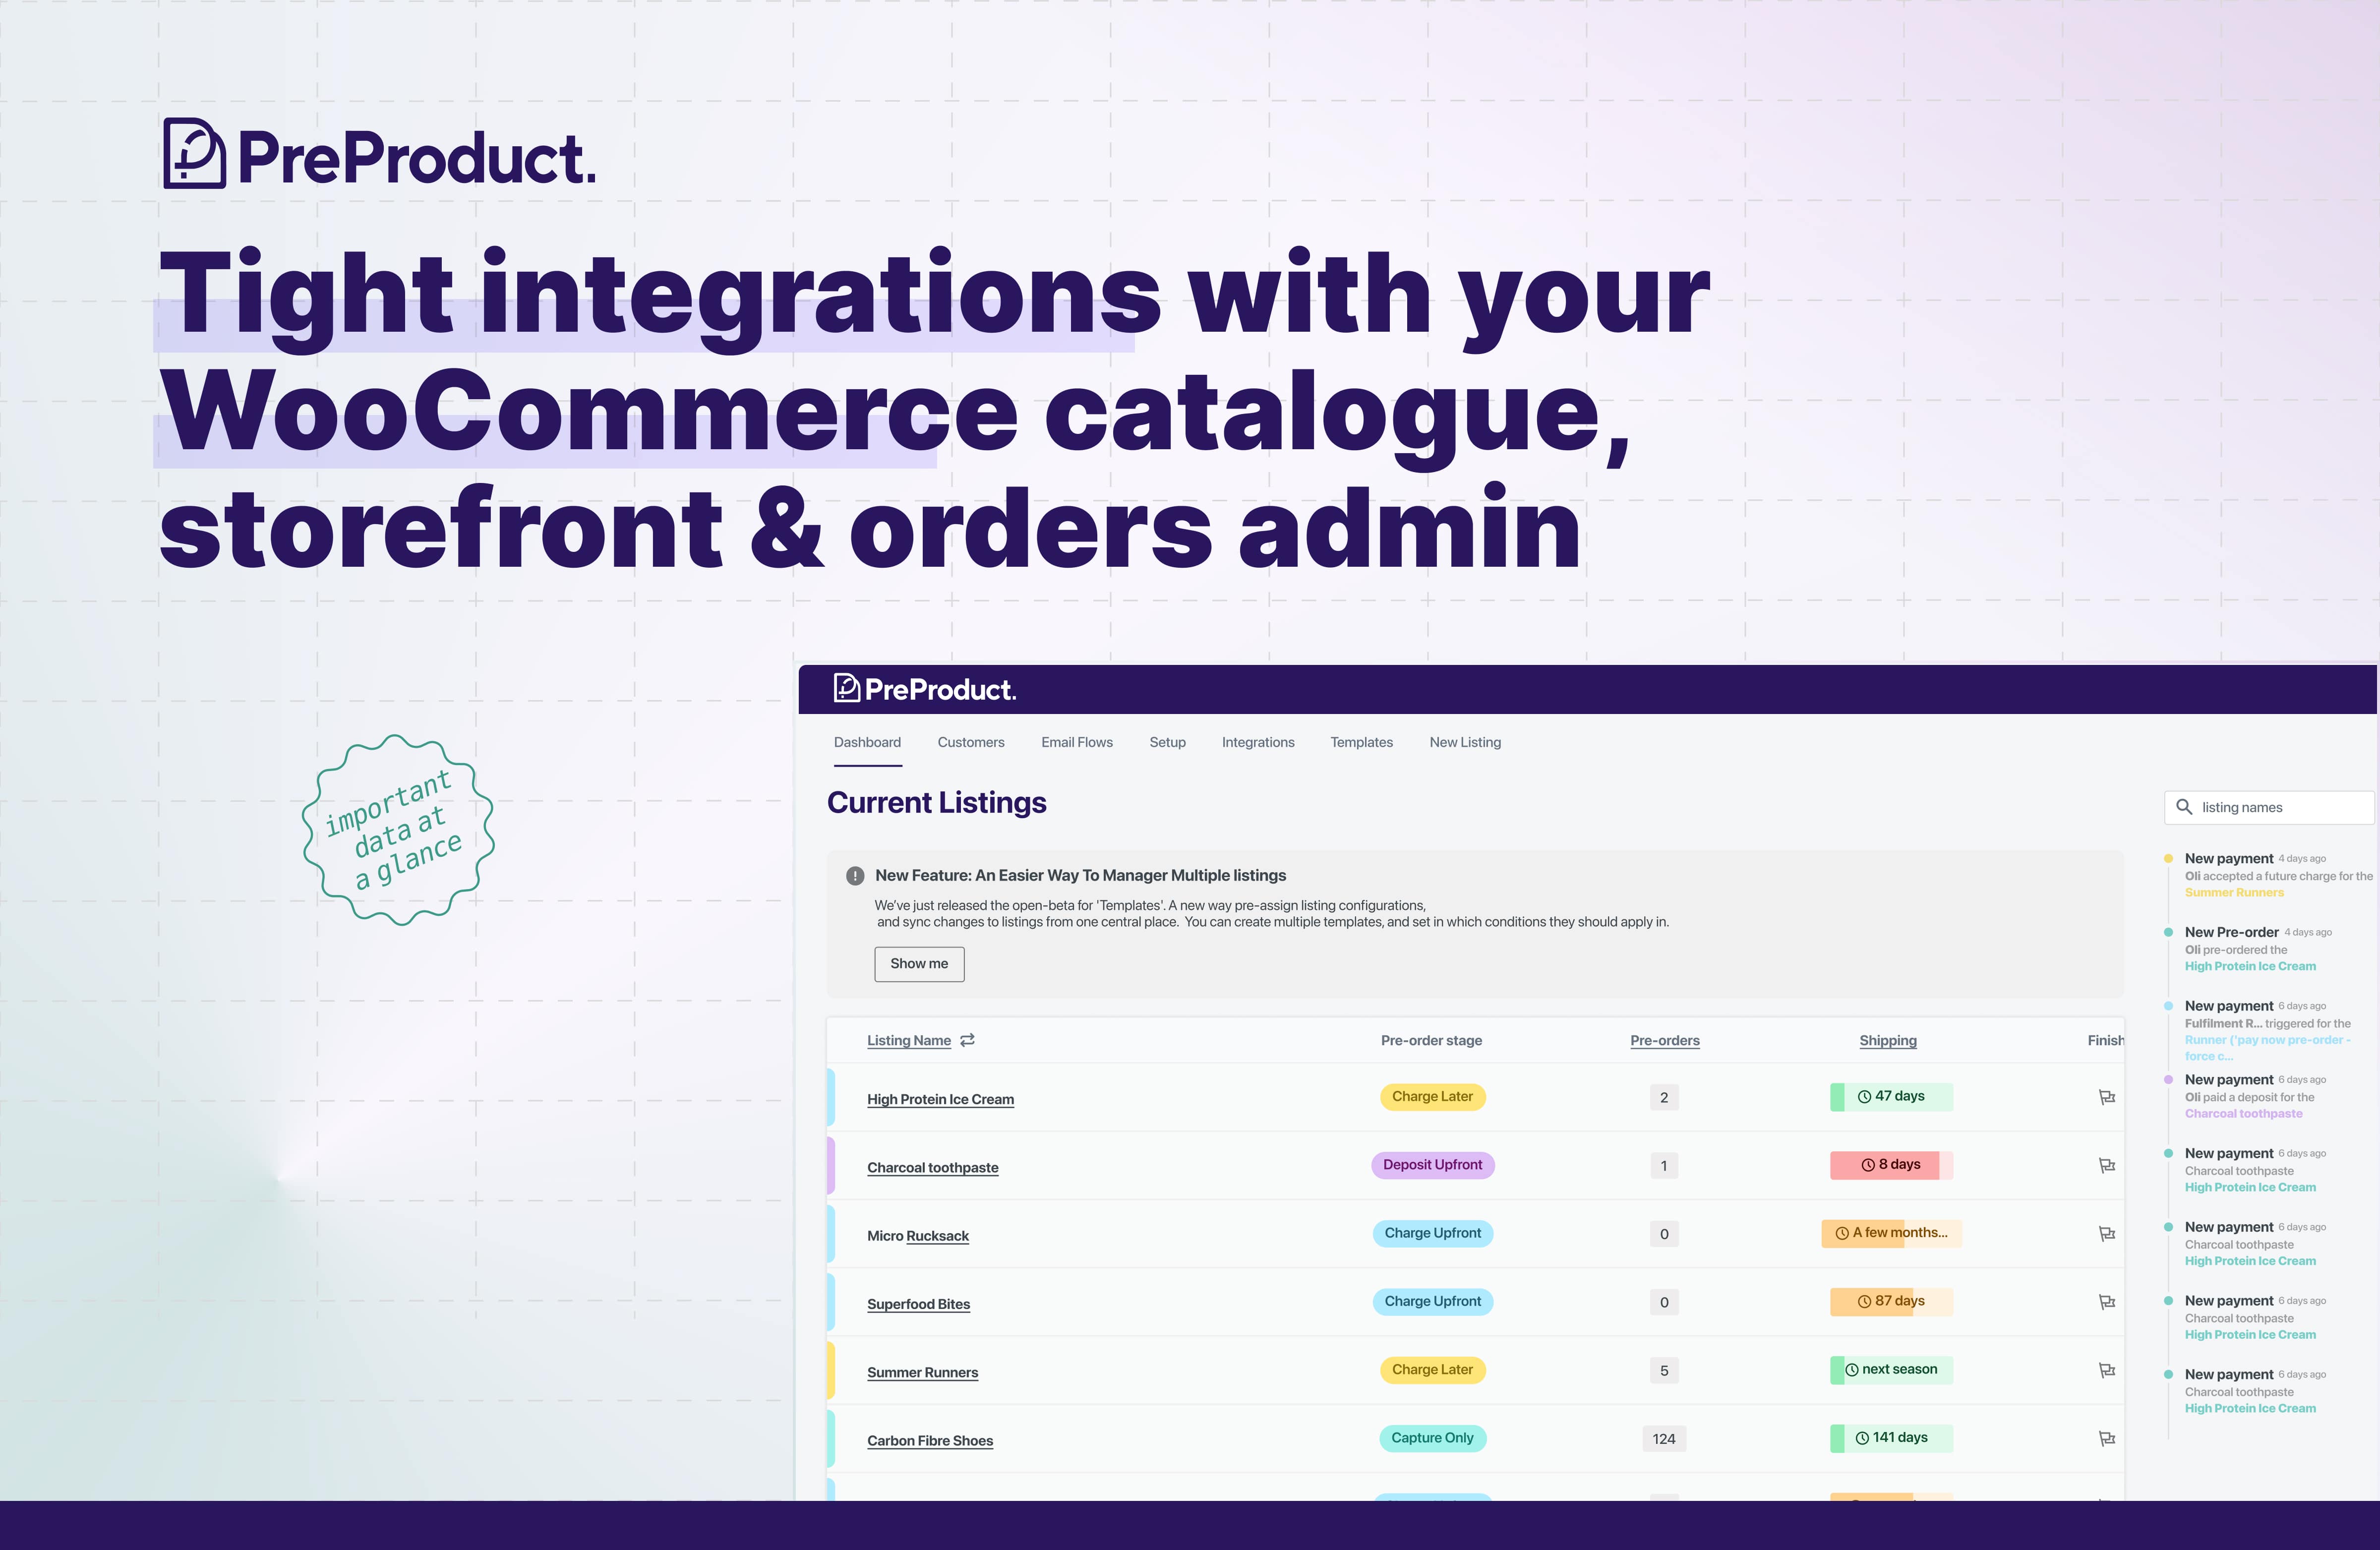 PreProduct.
Tight integrations with your
WooCommerce catalogue,
storefront & orders admin
important
data at
a glance
PreProduct.
Dashboard Customers Email Flows Setup Integrations Templates New Listing
Current Listings
New Feature: An Easier Way To Manager Multiple listings
We've just released the open-beta for 'Templates'. A new way pre-assign listing configurations,
and sync changes to listings from one central place. You can create multiple templates, and set in which conditions they should apply in.
Show me
Listing Name Pre-order stage Pre-orders Shipping Finish
High Protein Ice Cream Charge Later 2 47 days
Charcoal toothpaste Deposit Upfront 1 8 days
Micro Rucksack Charge Upfront 0 A few months...
Superfood Bites Charge Upfront 0 87 days
Summer Runners Charge Later 5 next season
Carbon Fibre Shoes Capture Only 124 141 days
listing names
New payment 4 days ago
Oli accepted a future charge for the
Summer Runners
New Pre-order 4 days ago
Oli pre-ordered the
High Protein Ice Cream
New payment 6 days ago
Fulfilment R... triggered for the
Runner ('pay now pre-order -
force c...
New payment 6 days ago
Oli paid a deposit for the
Charcoal toothpaste
New payment 6 days ago
Charcoal toothpaste
High Protein Ice Cream
New payment 6 days ago
Charcoal toothpaste
High Protein Ice Cream
New payment 6 days ago
Charcoal toothpaste
High Protein Ice Cream
New payment 6 days ago
Charcoal toothpaste
High Protein Ice Cream